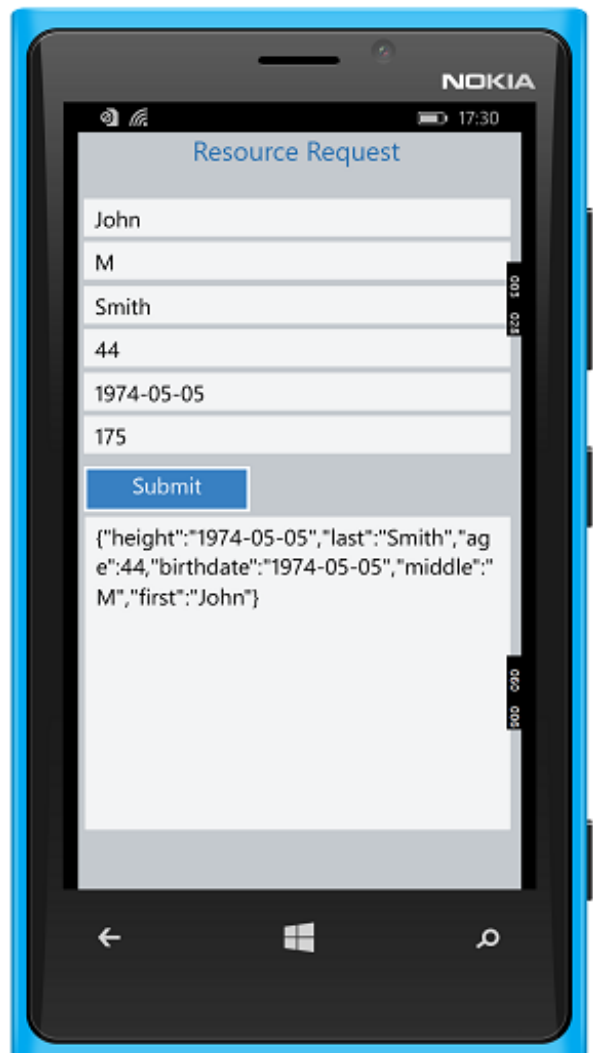 NOKIA
17:30
Resource Request
John
M
Smith
44
1974-05-05
175
Submit
{"height":"1974-05-05","last":"Smith","ag
e":44,"birthdate":"1974-05-05","middle":"
M","first":"John"}